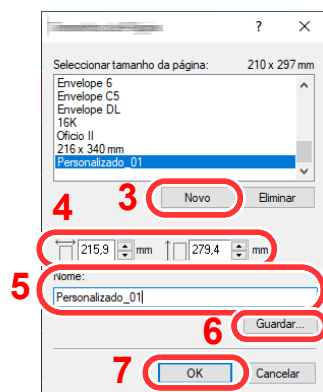 ? ×
Seleccionar tamanho da página: 210 x 297 mm
Envelope 6
Envelope C5
Envelope DL
16K
Oficio II
216 x 340 mm
Personalizado_01
3 Novo Eliminar
4
215,9 mm 279,4 mm
5 Nome:
Personalizado_01
6 Guardar...
7 OK Cancelar